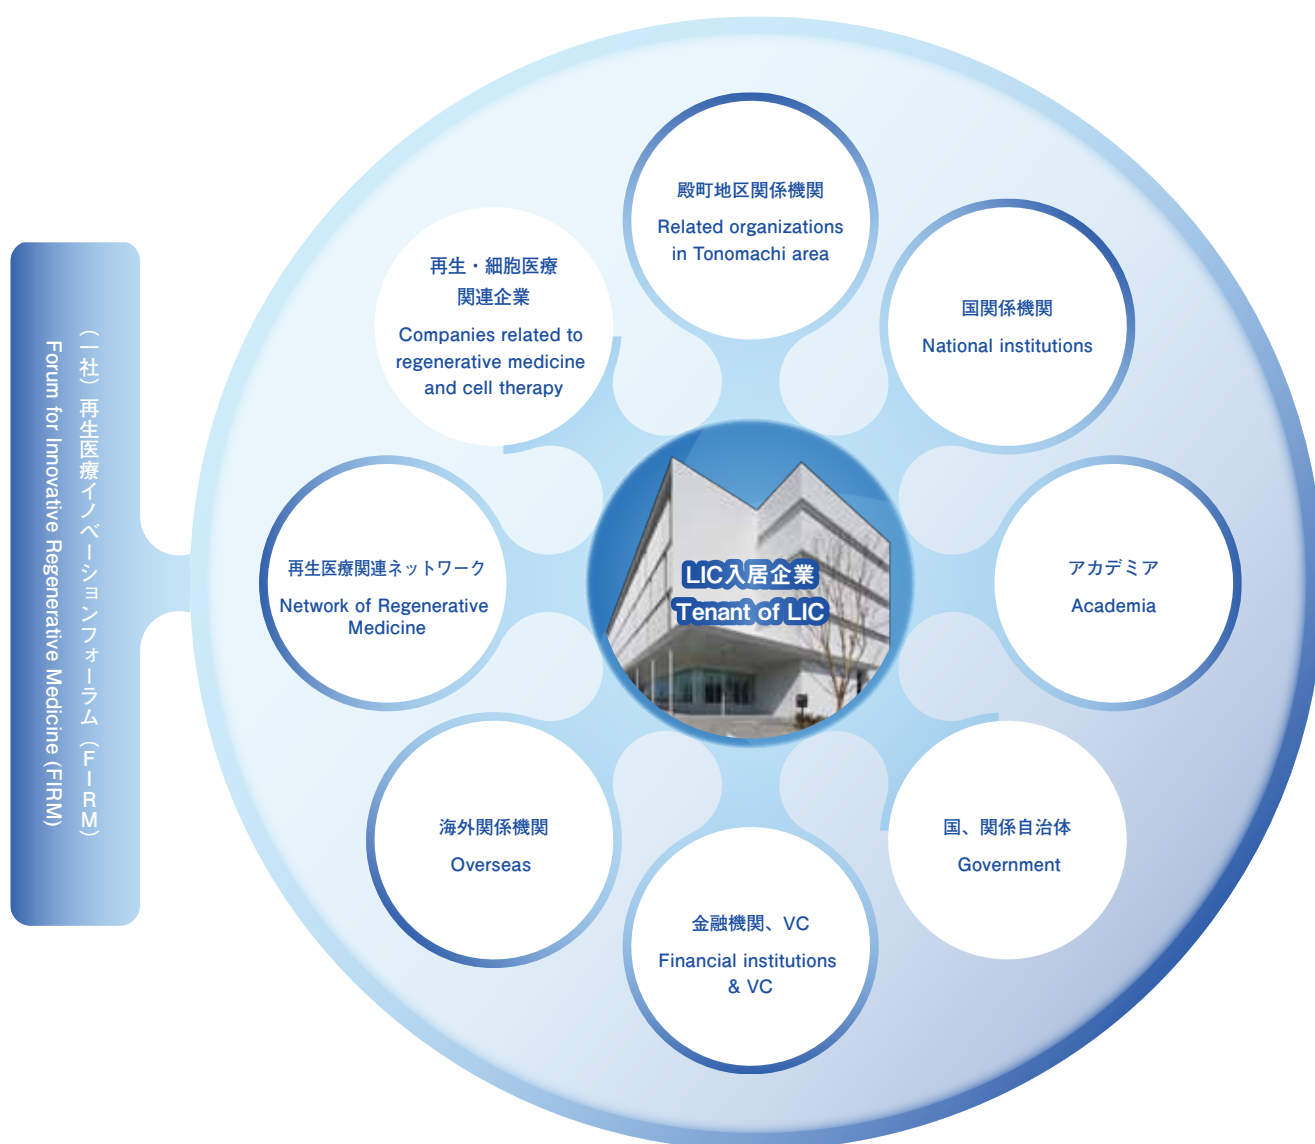 殿町地区関係機関
Related organizations
in Tonomachi area
国関係機関
National institutions
アカデミア
Academia
国、関係自治体
Government
金融機関、VC
Financial institutions
& VC
海外関係機関
Overseas
再生医療関連ネットワーク
Network of Regenerative
Medicine
再生・細胞医療
関連企業
Companies related to
regenerative medicine
and cell therapy
LIC入居企業
Tenant of LIC
（一社）再生医療イノベーションフォーラム（FIRM）
Forum for Innovative Regenerative Medicine (FIRM)